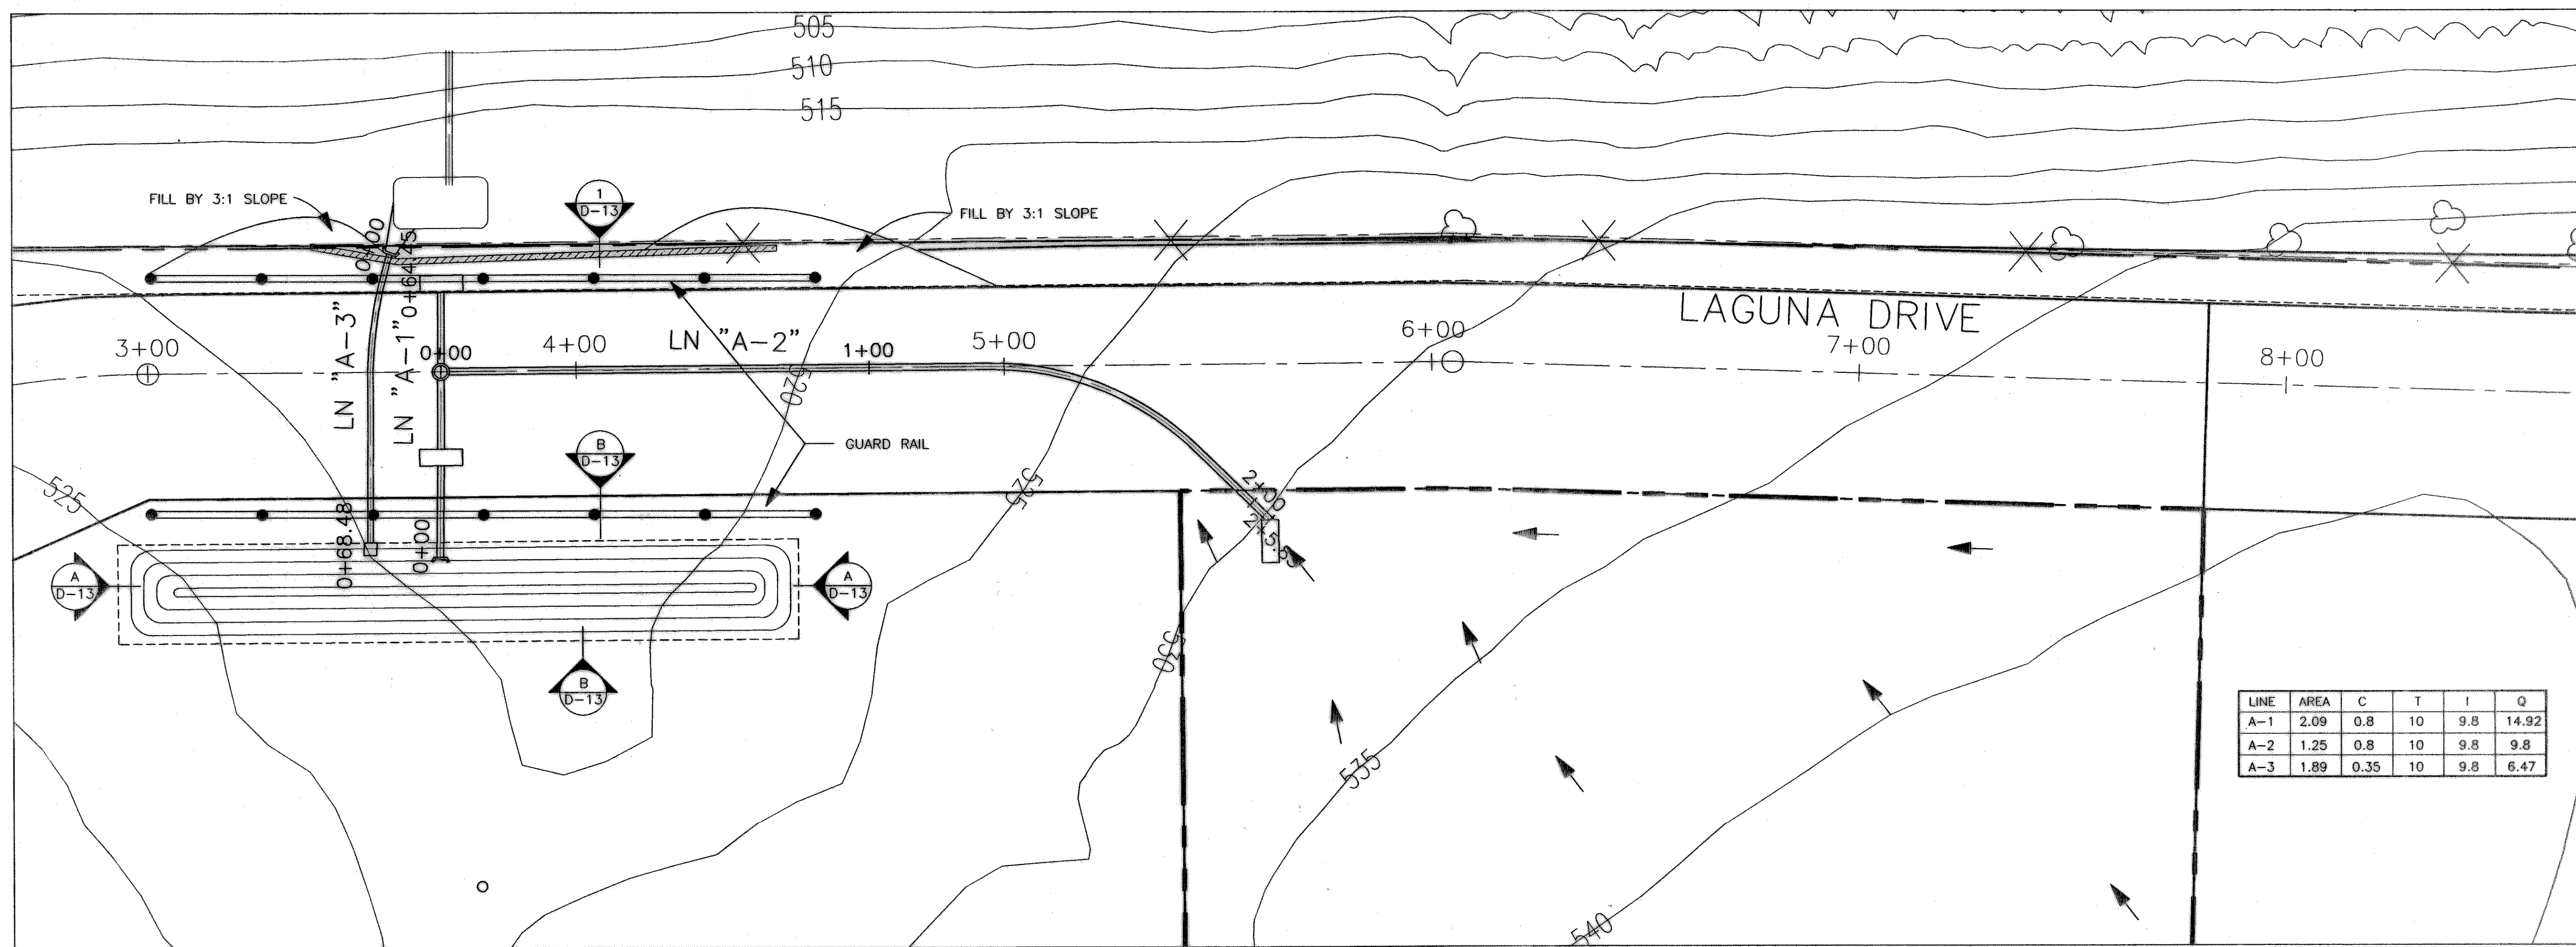 505
510
515
FILL BY 3:1 SLOPE
1
D-13
FILL BY 3:1 SLOPE
0+00
0+64.45
LN "A-3"
LN "A-1"
LN "A-2"
LAGUNA DRIVE
3+00
0+00
4+00
1+00
5+00
6+00
7+00
8+00
520
GUARD RAIL
B
D-13
525
525
2+00
0+68.48
0+00
A
D-13
A
D-13
B
D-13
530
535
540
LINE AREA C T I Q
A-1 2.09 0.8 10 9.8 14.92
A-2 1.25 0.8 10 9.8 9.8
A-3 1.89 0.35 10 9.8 6.47